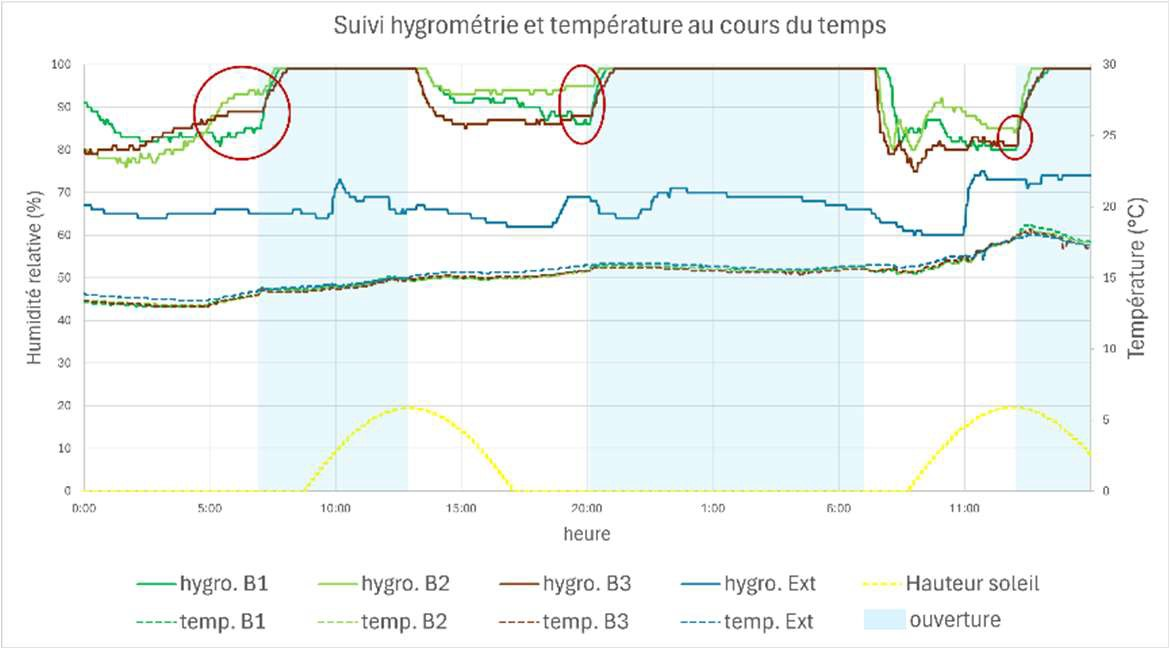 Suivi hygrométrie et température au cours du temps
100
90
80
70
60
50
40
30
20
10
0
Humidité relative (%)
30
25
20
15
10
5
0
Température (°C)
0:00 5:00 10:00 15:00 20:00 1:00 6:00 11:00
heure
hygro. B1 hygro. B2 hygro. B3 hygro. Ext Hauteur soleil
temp. B1 temp. B2 temp. B3 temp. Ext ouverture